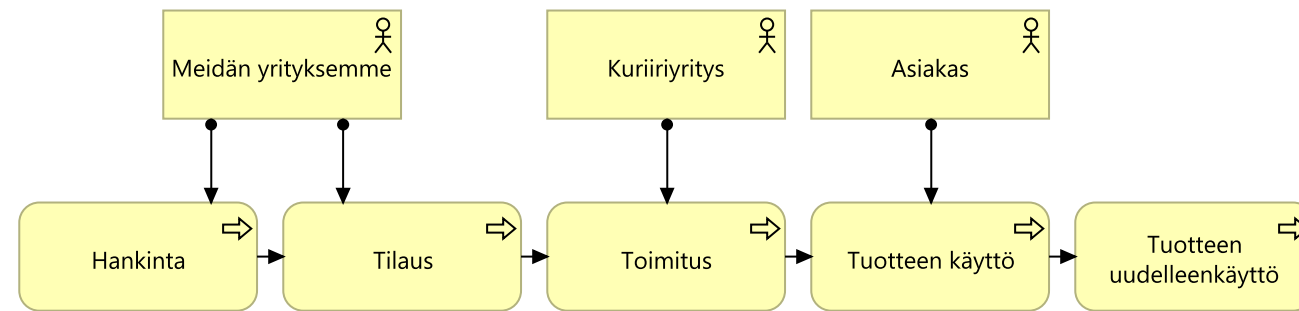 Meidän yrityksemme
Kuriiriyritys
Asiakas
Hankinta
Tilaus
Toimitus
Tuotteen käyttö
Tuotteen
uudelleenkäyttö